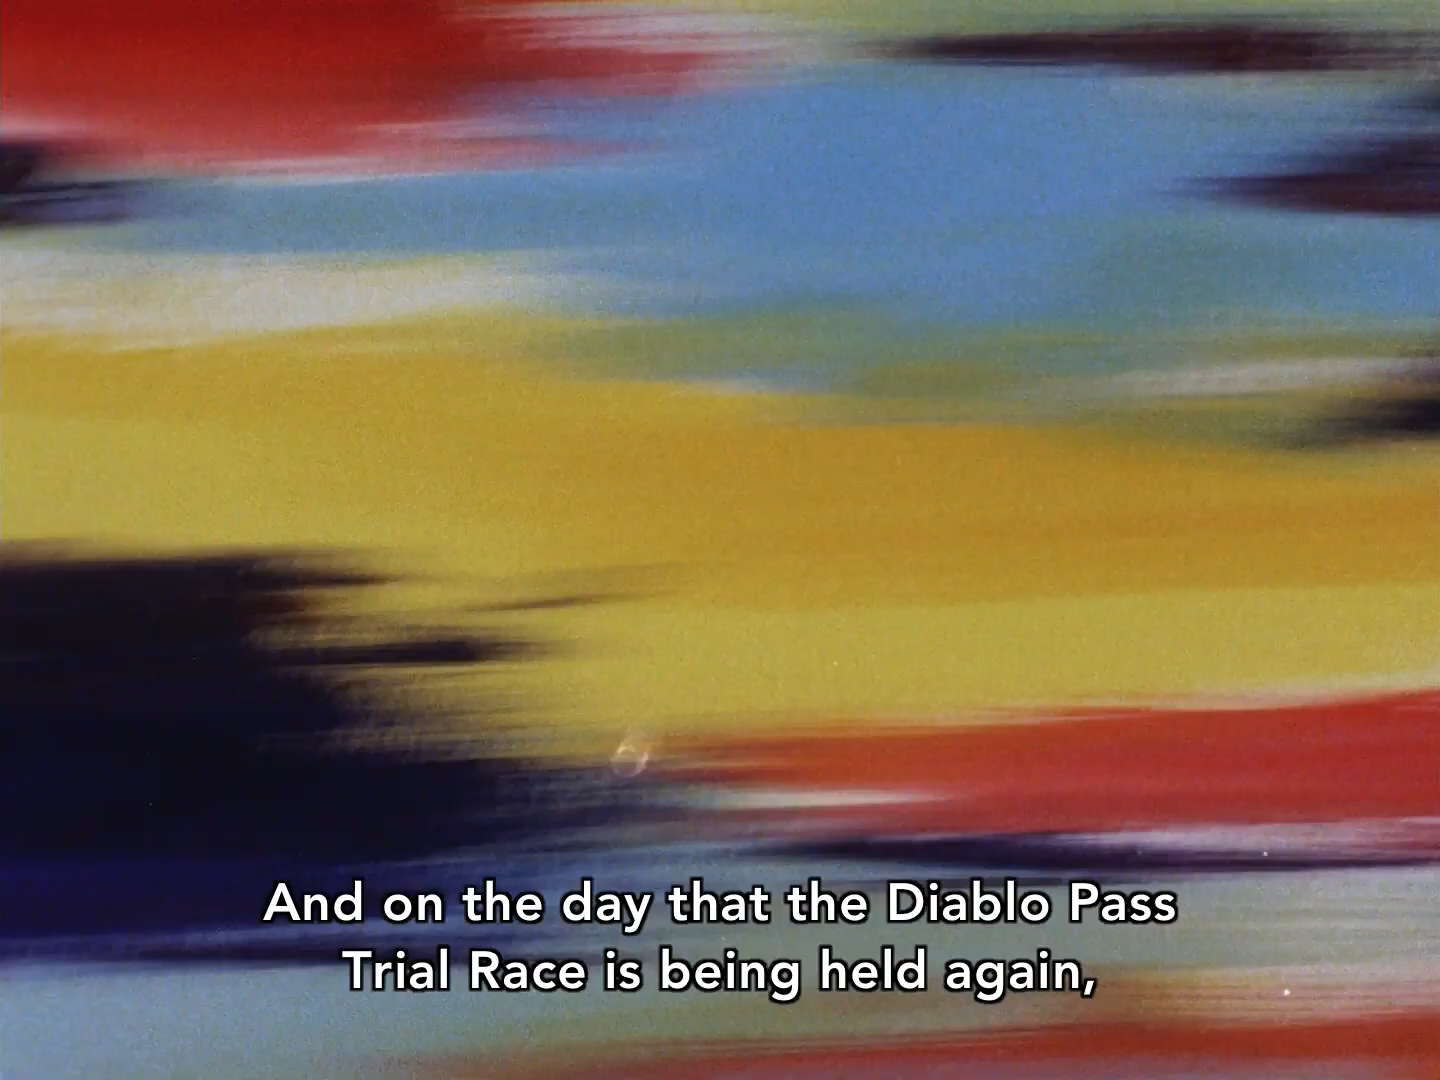 And on the day that the Diablo Pass
Trial Race is being held again,